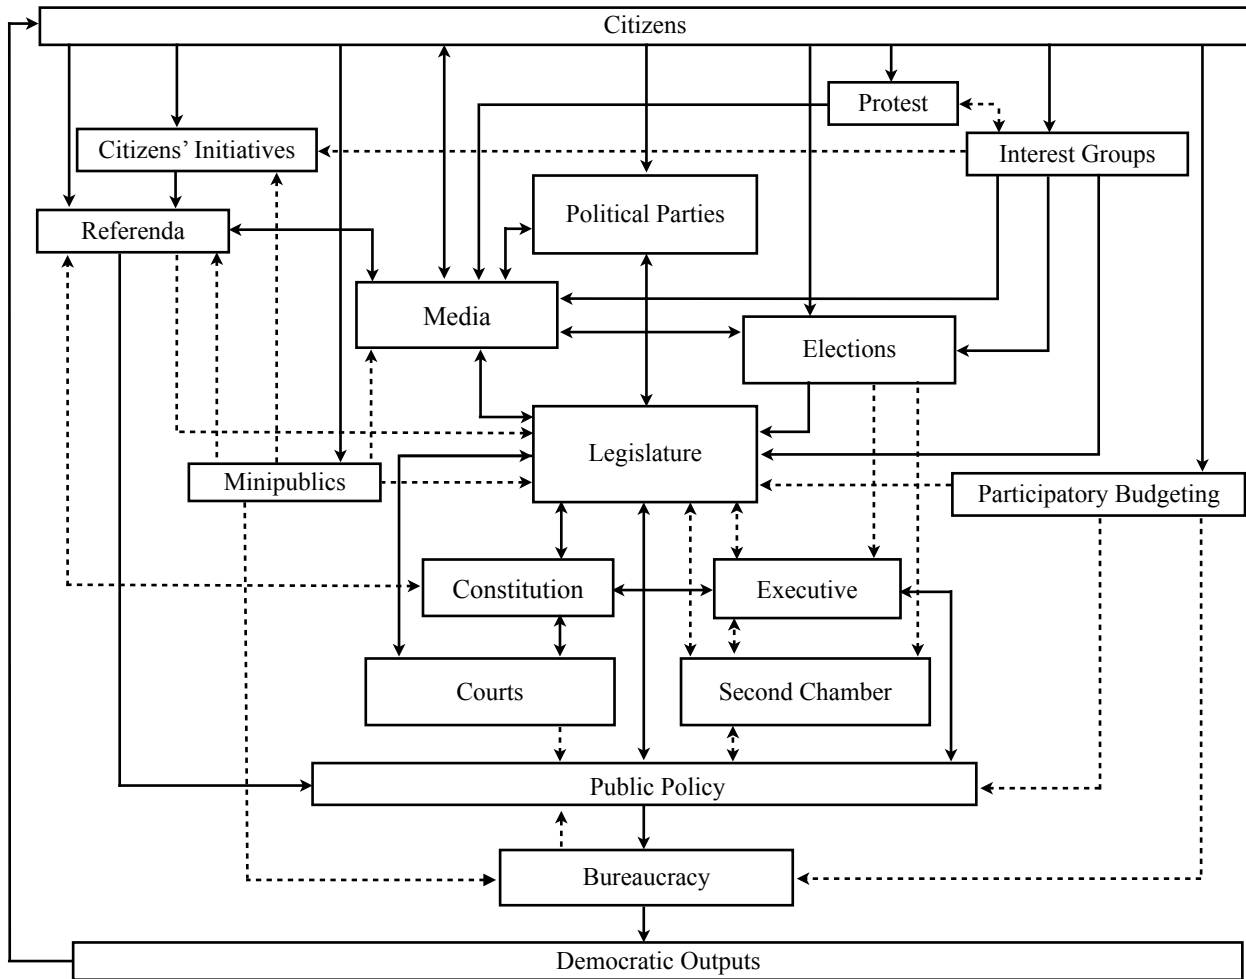 Citizens
Protest
Citizens’ Initiatives
Interest Groups
Political Parties
Referenda
Media
Elections
Legislature
Minipublics
Participatory Budgeting
Constitution
Executive
Courts
Second Chamber
Public Policy
Bureaucracy
Democratic Outputs